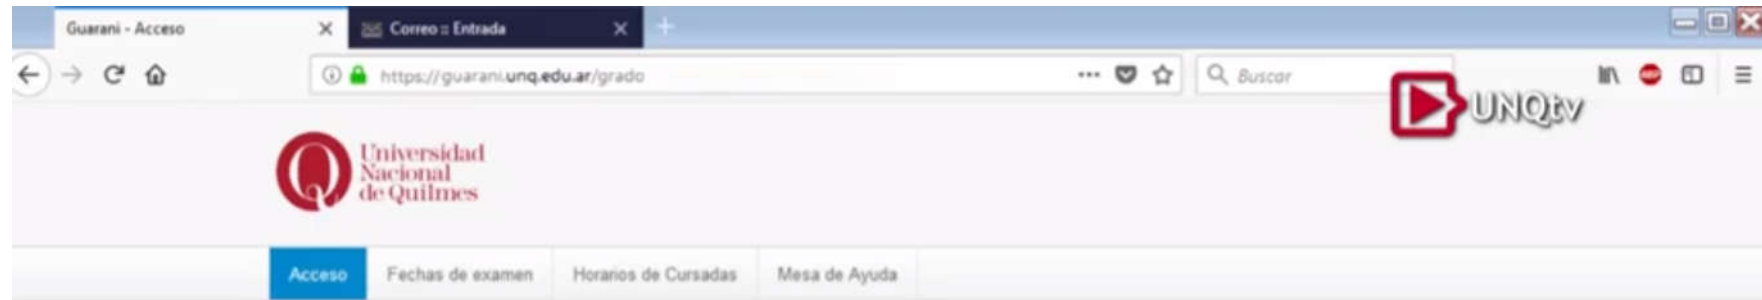 Guarani - Acceso
Correo :: Entrada
https://guarani.unq.edu.ar/grado
Buscar
UNQtv
Universidad
Nacional
de Quilmes
Acceso Fechas de examen Horarios de Cursadas Mesa de Ayuda